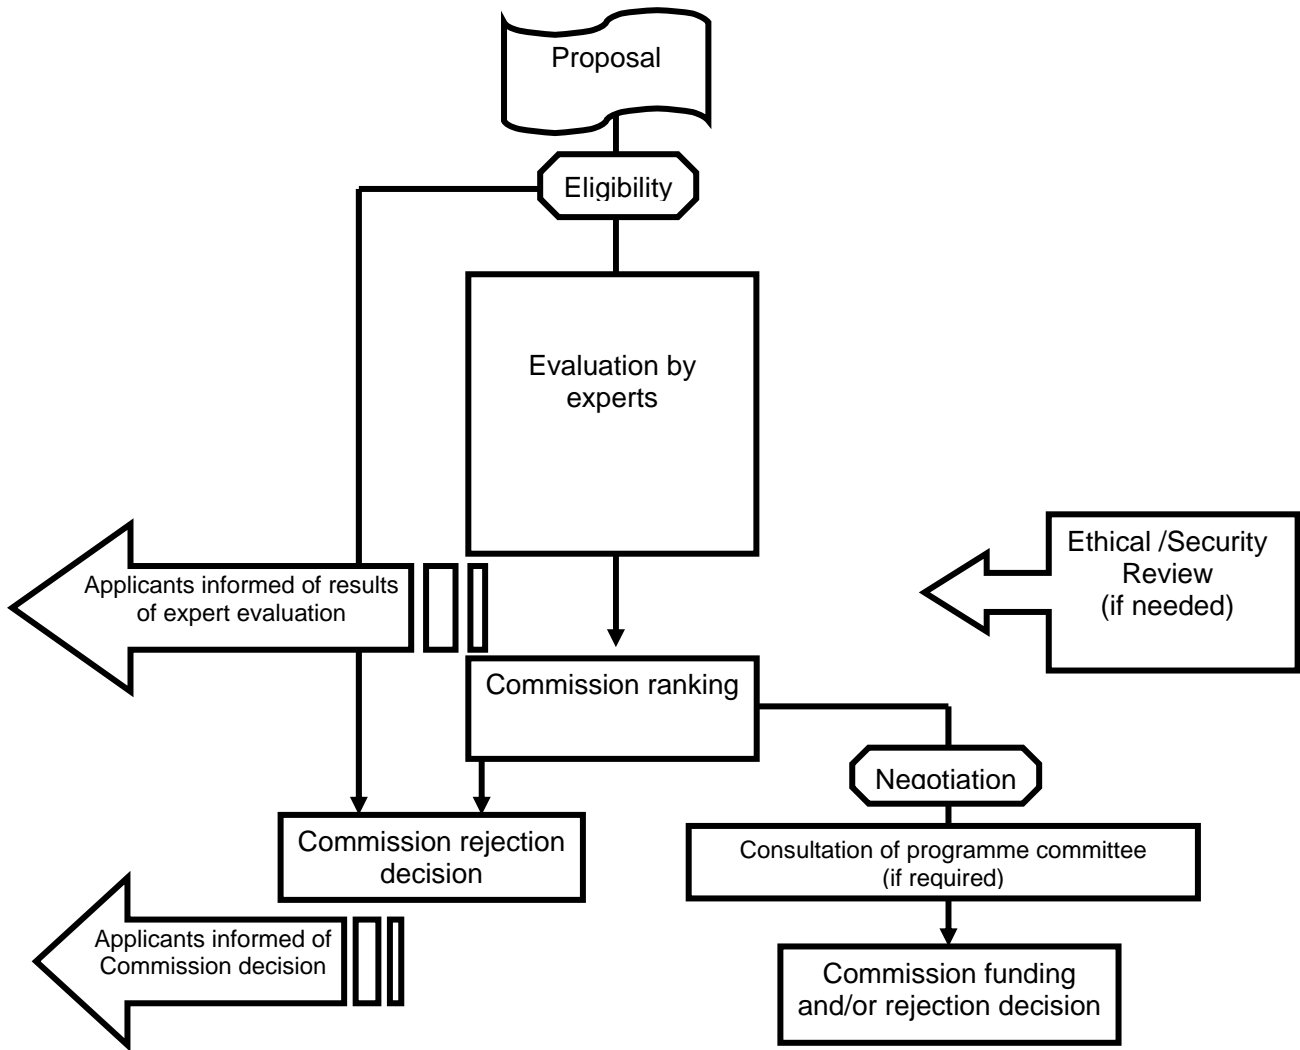 Proposal
Eligibility
Evaluation by
experts
Ethical /Security
Review
(if needed)
Applicants informed of results
of expert evaluation
Commission ranking
Negotiation
Commission rejection
decision
Consultation of programme committee
(if required)
Applicants informed of
Commission decision
Commission funding
and/or rejection decision